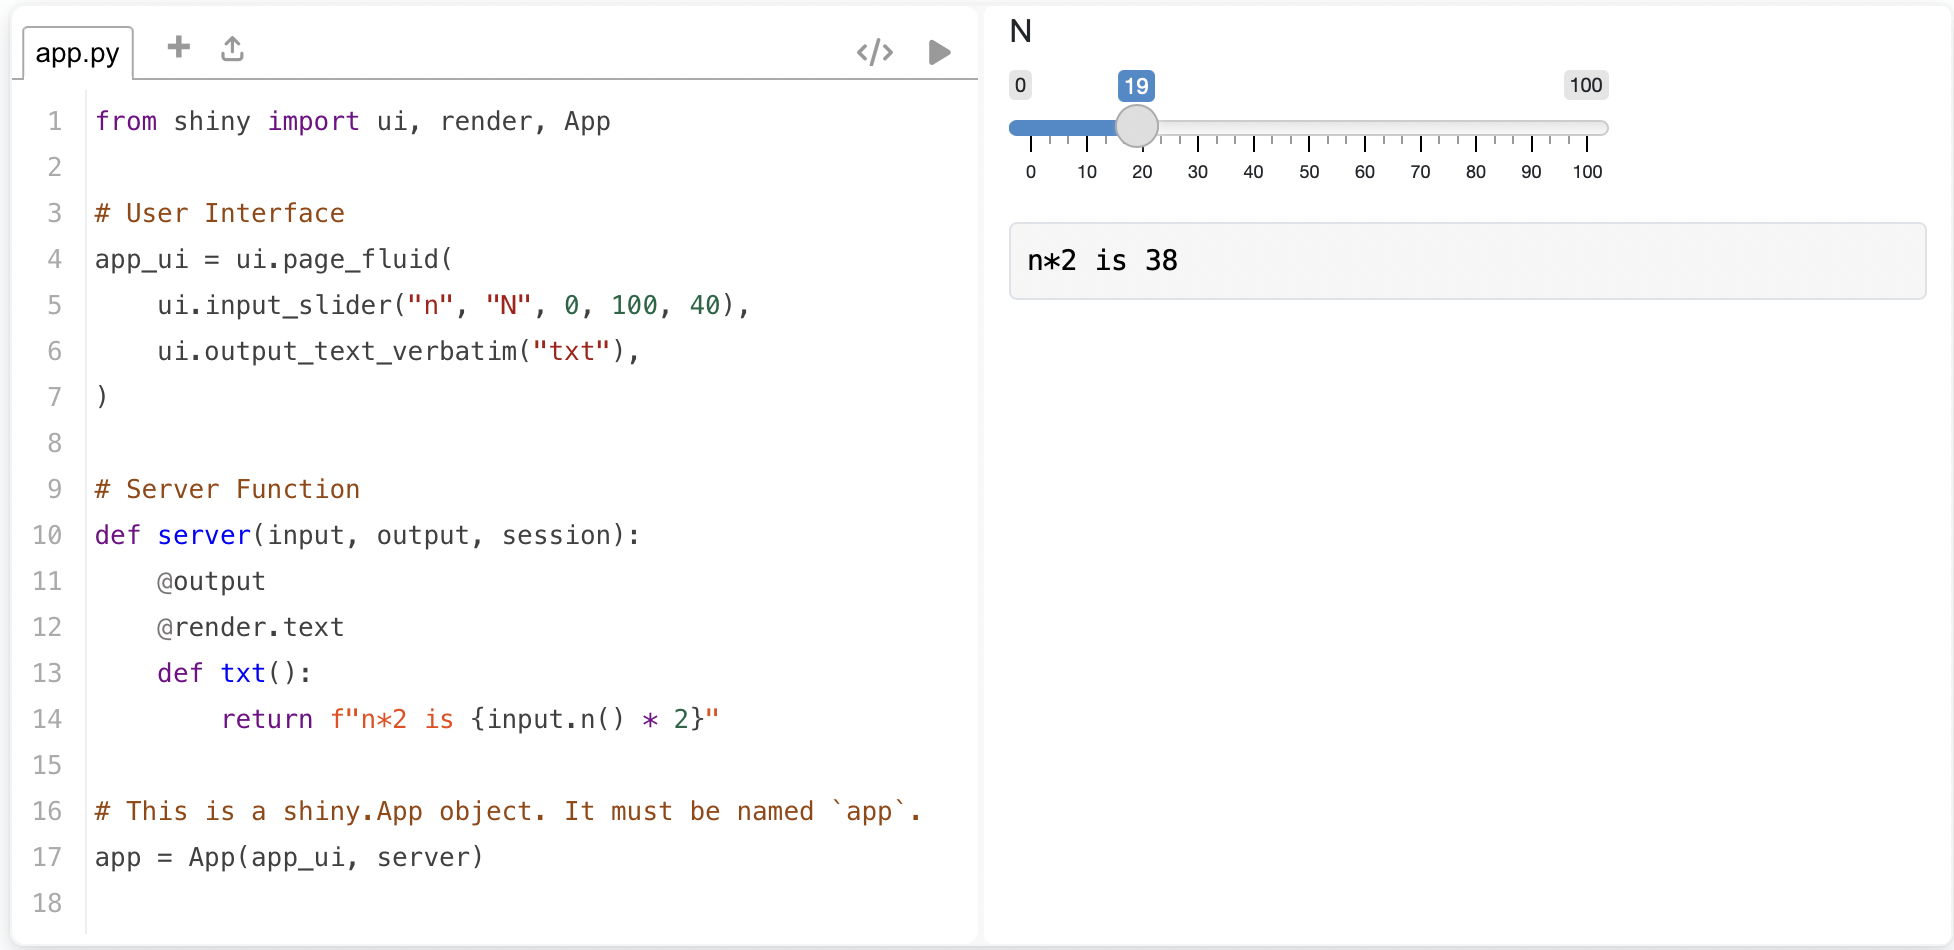 app.py
1 from shiny import ui, render, App
2
3 # User Interface
4 app_ui = ui.page_fluid(
5     ui.input_slider("n", "N", 0, 100, 40),
6     ui.output_text_verbatim("txt"),
7 )
8
9 # Server Function
10 def server(input, output, session):
11     @output
12     @render.text
13     def txt():
14         return f"n*2 is {input.n() * 2}"
15
16 # This is a shiny.App object. It must be named `app`.
17 app = App(app_ui, server)
18
N
0 19 100
0 10 20 30 40 50 60 70 80 90 100
n*2 is 38